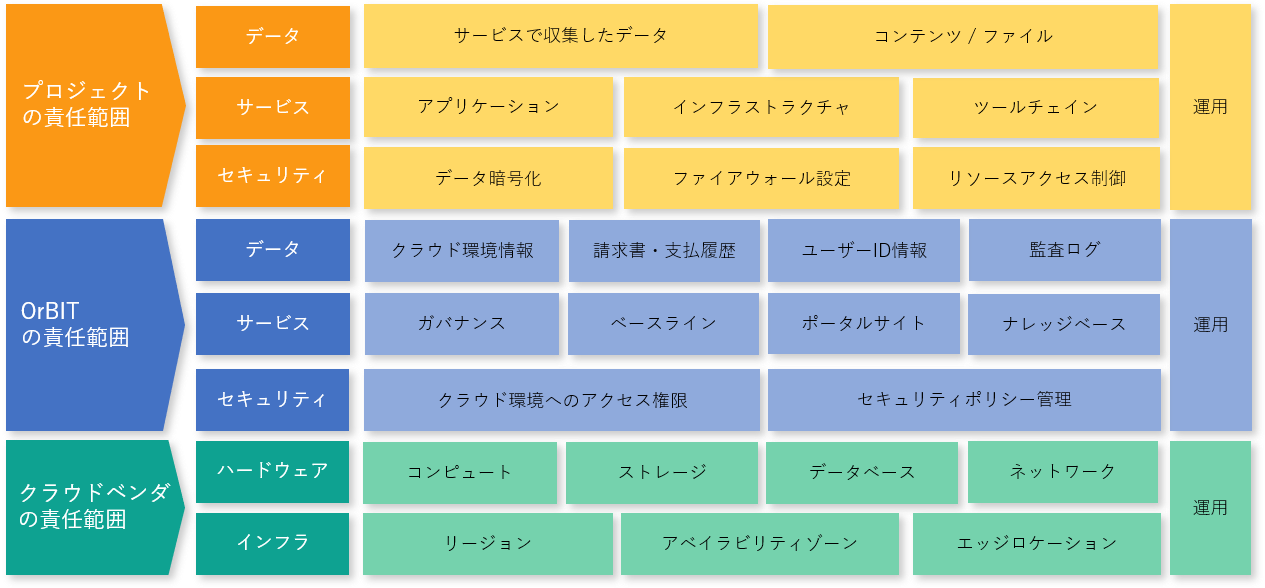 プロジェクト
の責任範囲
データ
サービスで収集したデータ
コンテンツ / ファイル
サービス
アプリケーション
インフラストラクチャ
ツールチェイン
セキュリティ
データ暗号化
ファイアウォール設定
リソースアクセス制御
運用
OrBIT
の責任範囲
データ
クラウド環境情報
請求書・支払履歴
ユーザーID情報
監査ログ
サービス
ガバナンス
ベースライン
ポータルサイト
ナレッジベース
セキュリティ
クラウド環境へのアクセス権限
セキュリティポリシー管理
運用
クラウドベンダ
の責任範囲
ハードウェア
コンピュート
ストレージ
データベース
ネットワーク
インフラ
リージョン
アベイラビリティゾーン
エッジロケーション
運用